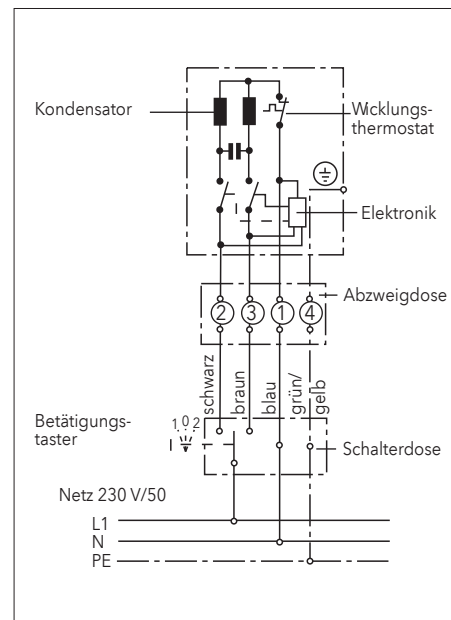 Kondensator
Wicklungs-
thermostat
Elektronik
Abzweigdose
2 3 1 4
schwarz
braun
blau
grün/
gelb
Betätigungs-
taster
1 0 2
Schalterdose
Netz 230 V/50
L1
N
PE